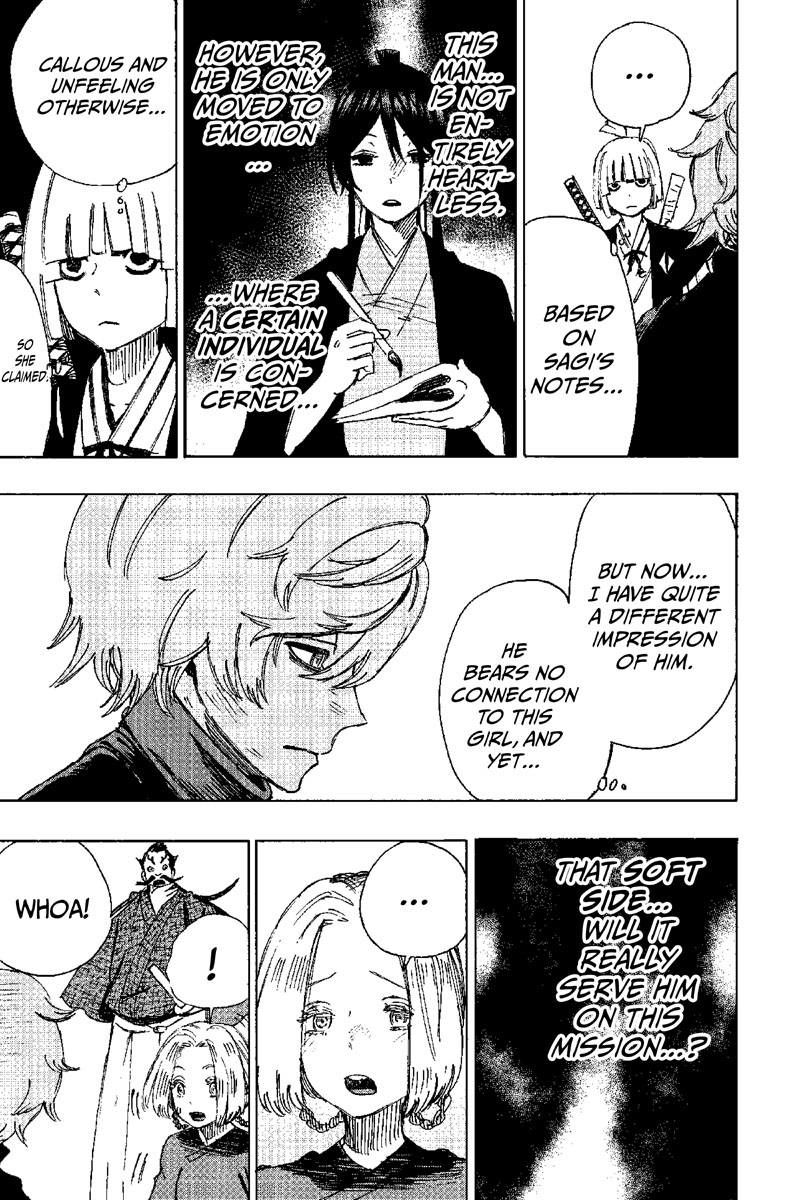 ...
BASED
ON
SAGI'S
NOTES...
THIS
MAN...
IS NOT
EN-
TIRELY
HEART-
LESS.
HOWEVER,
HE IS ONLY
MOVED TO
EMOTION
...
...WHERE
A CERTAIN
INDIVIDUAL
IS CON-
CERNED...
CALLOUS AND
UNFEELING
OTHERWISE...
SO
SHE
CLAIMED.
BUT NOW...
I HAVE QUITE
A DIFFERENT
IMPRESSION
OF HIM.
HE
BEARS NO
CONNECTION
TO THIS
GIRL, AND
YET...
THAT SOFT
SIDE...
WILL IT
REALLY
SERVE HIM
ON THIS
MISSION...?
...
!
WHOA!